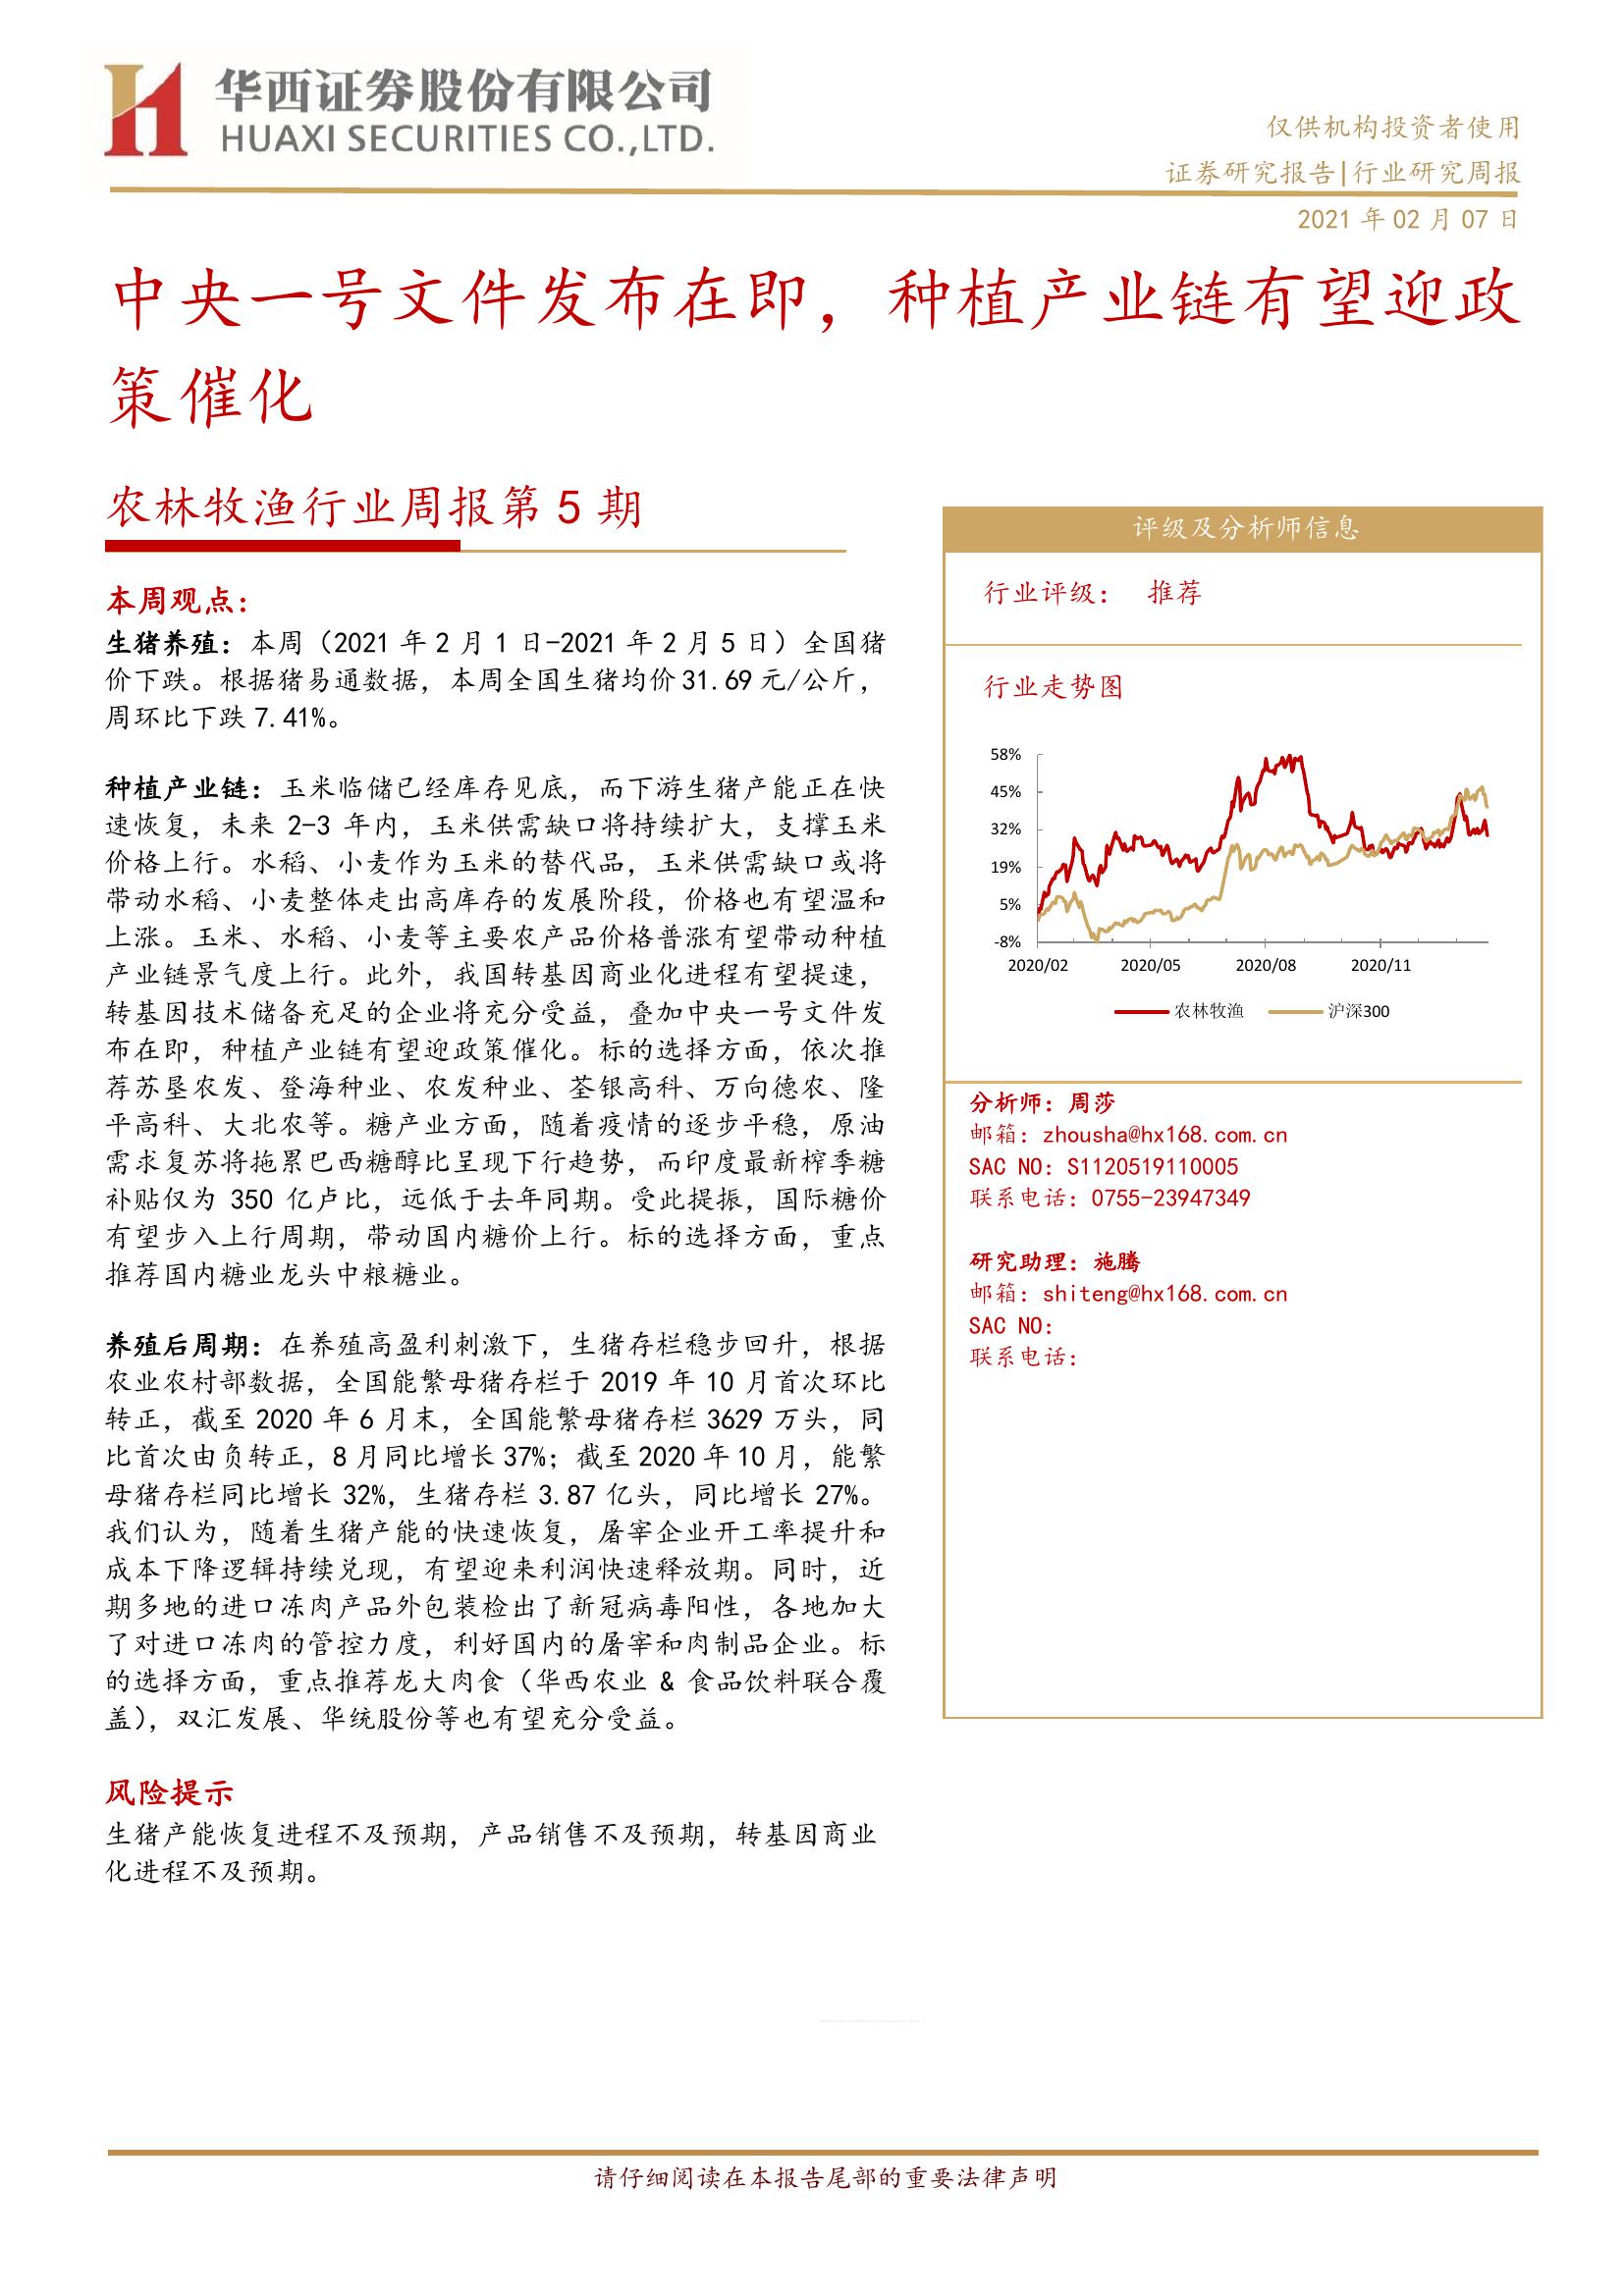 华西证券股份有限公司
HUAXI SECURITIES CO.,LTD.
仅供机构投资者使用
证券研究报告|行业研究周报
2021 年 02 月 07 日
中央一号文件发布在即，种植产业链有望迎政
策催化
农林牧渔行业周报第 5 期
本周观点：
生猪养殖：本周（2021 年 2 月 1 日-2021 年 2 月 5 日）全国猪
价下跌。根据猪易通数据，本周全国生猪均价 31.69 元/公斤，
周环比下跌 7.41%。
种植产业链：玉米临储已经库存见底，而下游生猪产能正在快
速恢复，未来 2-3 年内，玉米供需缺口将持续扩大，支撑玉米
价格上行。水稻、小麦作为玉米的替代品，玉米供需缺口或将
带动水稻、小麦整体走出高库存的发展阶段，价格也有望温和
上涨。玉米、水稻、小麦等主要农产品价格普涨有望带动种植
产业链景气度上行。此外，我国转基因商业化进程有望提速，
转基因技术储备充足的企业将充分受益，叠加中央一号文件发
布在即，种植产业链有望迎政策催化。标的选择方面，依次推
荐苏垦农发、登海种业、农发种业、荃银高科、万向德农、隆
平高科、大北农等。糖产业方面，随着疫情的逐步平稳，原油
需求复苏将拖累巴西糖醇比呈现下行趋势，而印度最新榨季糖
补贴仅为 350 亿卢比，远低于去年同期。受此提振，国际糖价
有望步入上行周期，带动国内糖价上行。标的选择方面，重点
推荐国内糖业龙头中粮糖业。
养殖后周期：在养殖高盈利刺激下，生猪存栏稳步回升，根据
农业农村部数据，全国能繁母猪存栏于 2019 年 10 月首次环比
转正，截至 2020 年 6 月末，全国能繁母猪存栏 3629 万头，同
比首次由负转正，8 月同比增长 37%；截至 2020 年 10 月，能繁
母猪存栏同比增长 32%，生猪存栏 3.87 亿头，同比增长 27%。
我们认为，随着生猪产能的快速恢复，屠宰企业开工率提升和
成本下降逻辑持续兑现，有望迎来利润快速释放期。同时，近
期多地的进口冻肉产品外包装检出了新冠病毒阳性，各地加大
了对进口冻肉的管控力度，利好国内的屠宰和肉制品企业。标
的选择方面，重点推荐龙大肉食（华西农业 & 食品饮料联合覆
盖），双汇发展、华统股份等也有望充分受益。
风险提示
生猪产能恢复进程不及预期，产品销售不及预期，转基因商业
化进程不及预期。
评级及分析师信息
行业评级： 推荐
行业走势图
58%
45%
32%
19%
5%
-8%
2020/02 2020/05 2020/08 2020/11
农林牧渔 沪深300
分析师：周莎
邮箱：zhousha@hx168.com.cn
SAC NO：S1120519110005
联系电话：0755-23947349
研究助理：施腾
邮箱：shiteng@hx168.com.cn
SAC NO：
联系电话：
请仔细阅读在本报告尾部的重要法律声明